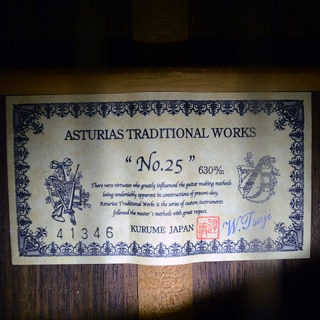 ASTURIAS TRADITIONAL WORKS
"No.25" 630m/m
There were virtuosos who greatly influenced the guitar making methods
being undeniably apparent in constructions of present-day.
Asturias Traditional Works is the series of custom instruments
followed the master's methods with great respect.
41346 KURUME JAPAN W.Tsuji